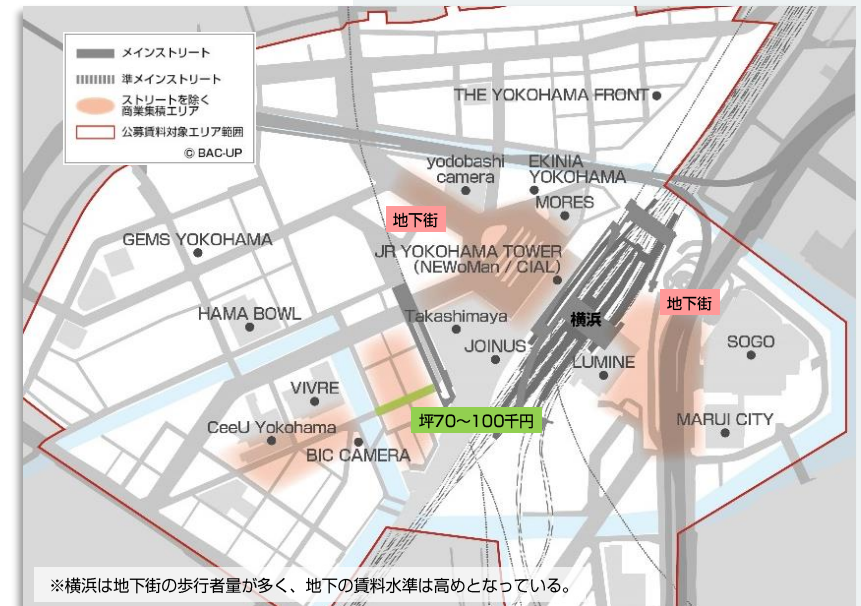 メインストリート
準メインストリート
ストリートを除く
商業集積エリア
公募賃料対象エリア範囲
© BAC-UP
THE YOKOHAMA FRONT
yodobashi
camera
EKINIA
YOKOHAMA
MORES
地下街
GEMS YOKOHAMA
JR YOKOHAMA TOWER
(NEWoMan / CIAL)
地下街
HAMA BOWL
Takashimaya
横浜
JOINUS
LUMINE
SOGO
VIVRE
坪70～100千円
MARUI CITY
CeeU Yokohama
BIC CAMERA
※横浜は地下街の歩行者量が多く、地下の賃料水準は高めとなっている。